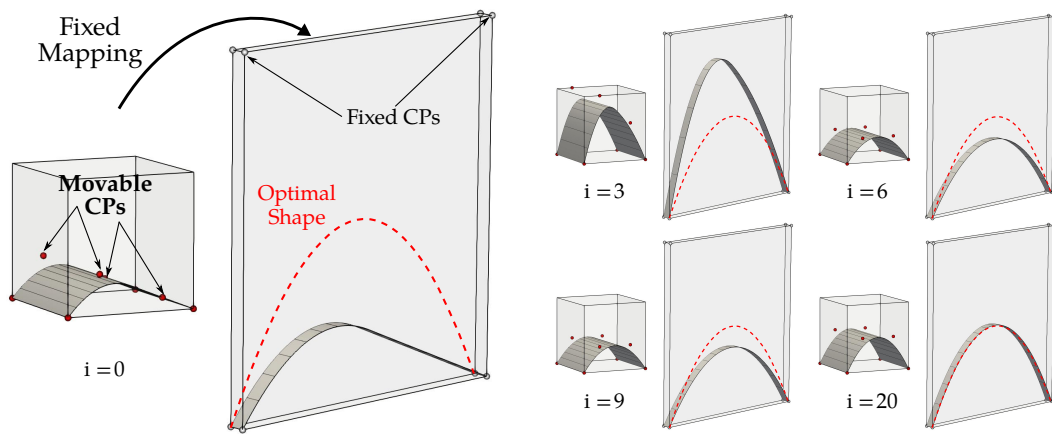 Fixed
Mapping
Fixed CPs
Movable
CPs
Optimal
Shape
i = 0
i = 3
i = 6
i = 9
i = 20